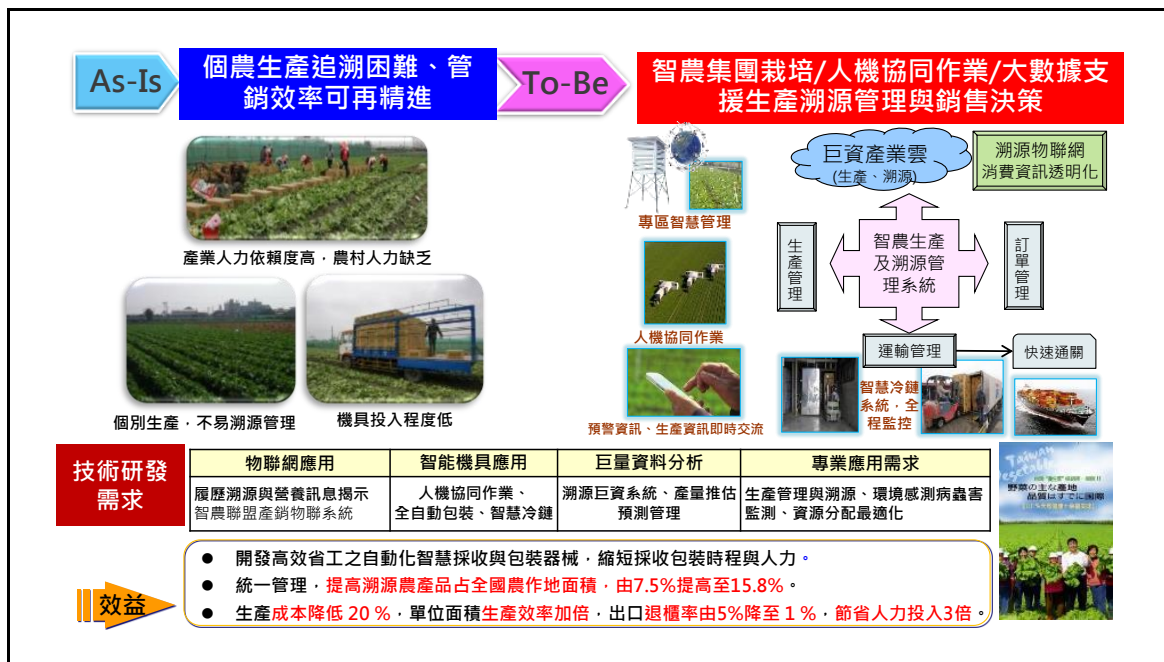 As-Is
個農生產追溯困難、管
銷效率可再精進
To-Be
智農集團栽培/人機協同作業/大數據支
援生產溯源管理與銷售決策
產業人力依賴度高，農村人力缺乏
個別生產，不易溯源管理
機具投入程度低
專區智慧管理
人機協同作業
預警資訊、生產資訊即時交流
巨資產業雲
(生產、溯源)
溯源物聯網
消費資訊透明化
生產管理
智農生產
及溯源管
理系統
訂單管理
運輸管理
快速通關
智慧冷鏈
系統，全
程監控
技術研發
需求
物聯網應用
智能機具應用
巨量資料分析
專業應用需求
履歷溯源與營養訊息揭示
智農聯盟產銷物聯系統
人機協同作業、
全自動包裝、智慧冷鏈
溯源巨資系統、產量推估
預測管理
生產管理與溯源、環境感測病蟲害
監測、資源分配最適化
Taiwan
vegetable
野菜の主な產地
品質はすでに国際
效益
● 開發高效省工之自動化智慧採收與包裝器械，縮短採收包裝時程與人力。
● 統一管理，提高溯源農產品占全國農作地面積，由7.5%提高至15.8%。
● 生產成本降低 20 %，單位面積生產效率加倍，出口退櫃率由5%降至 1 %，節省人力投入3倍。